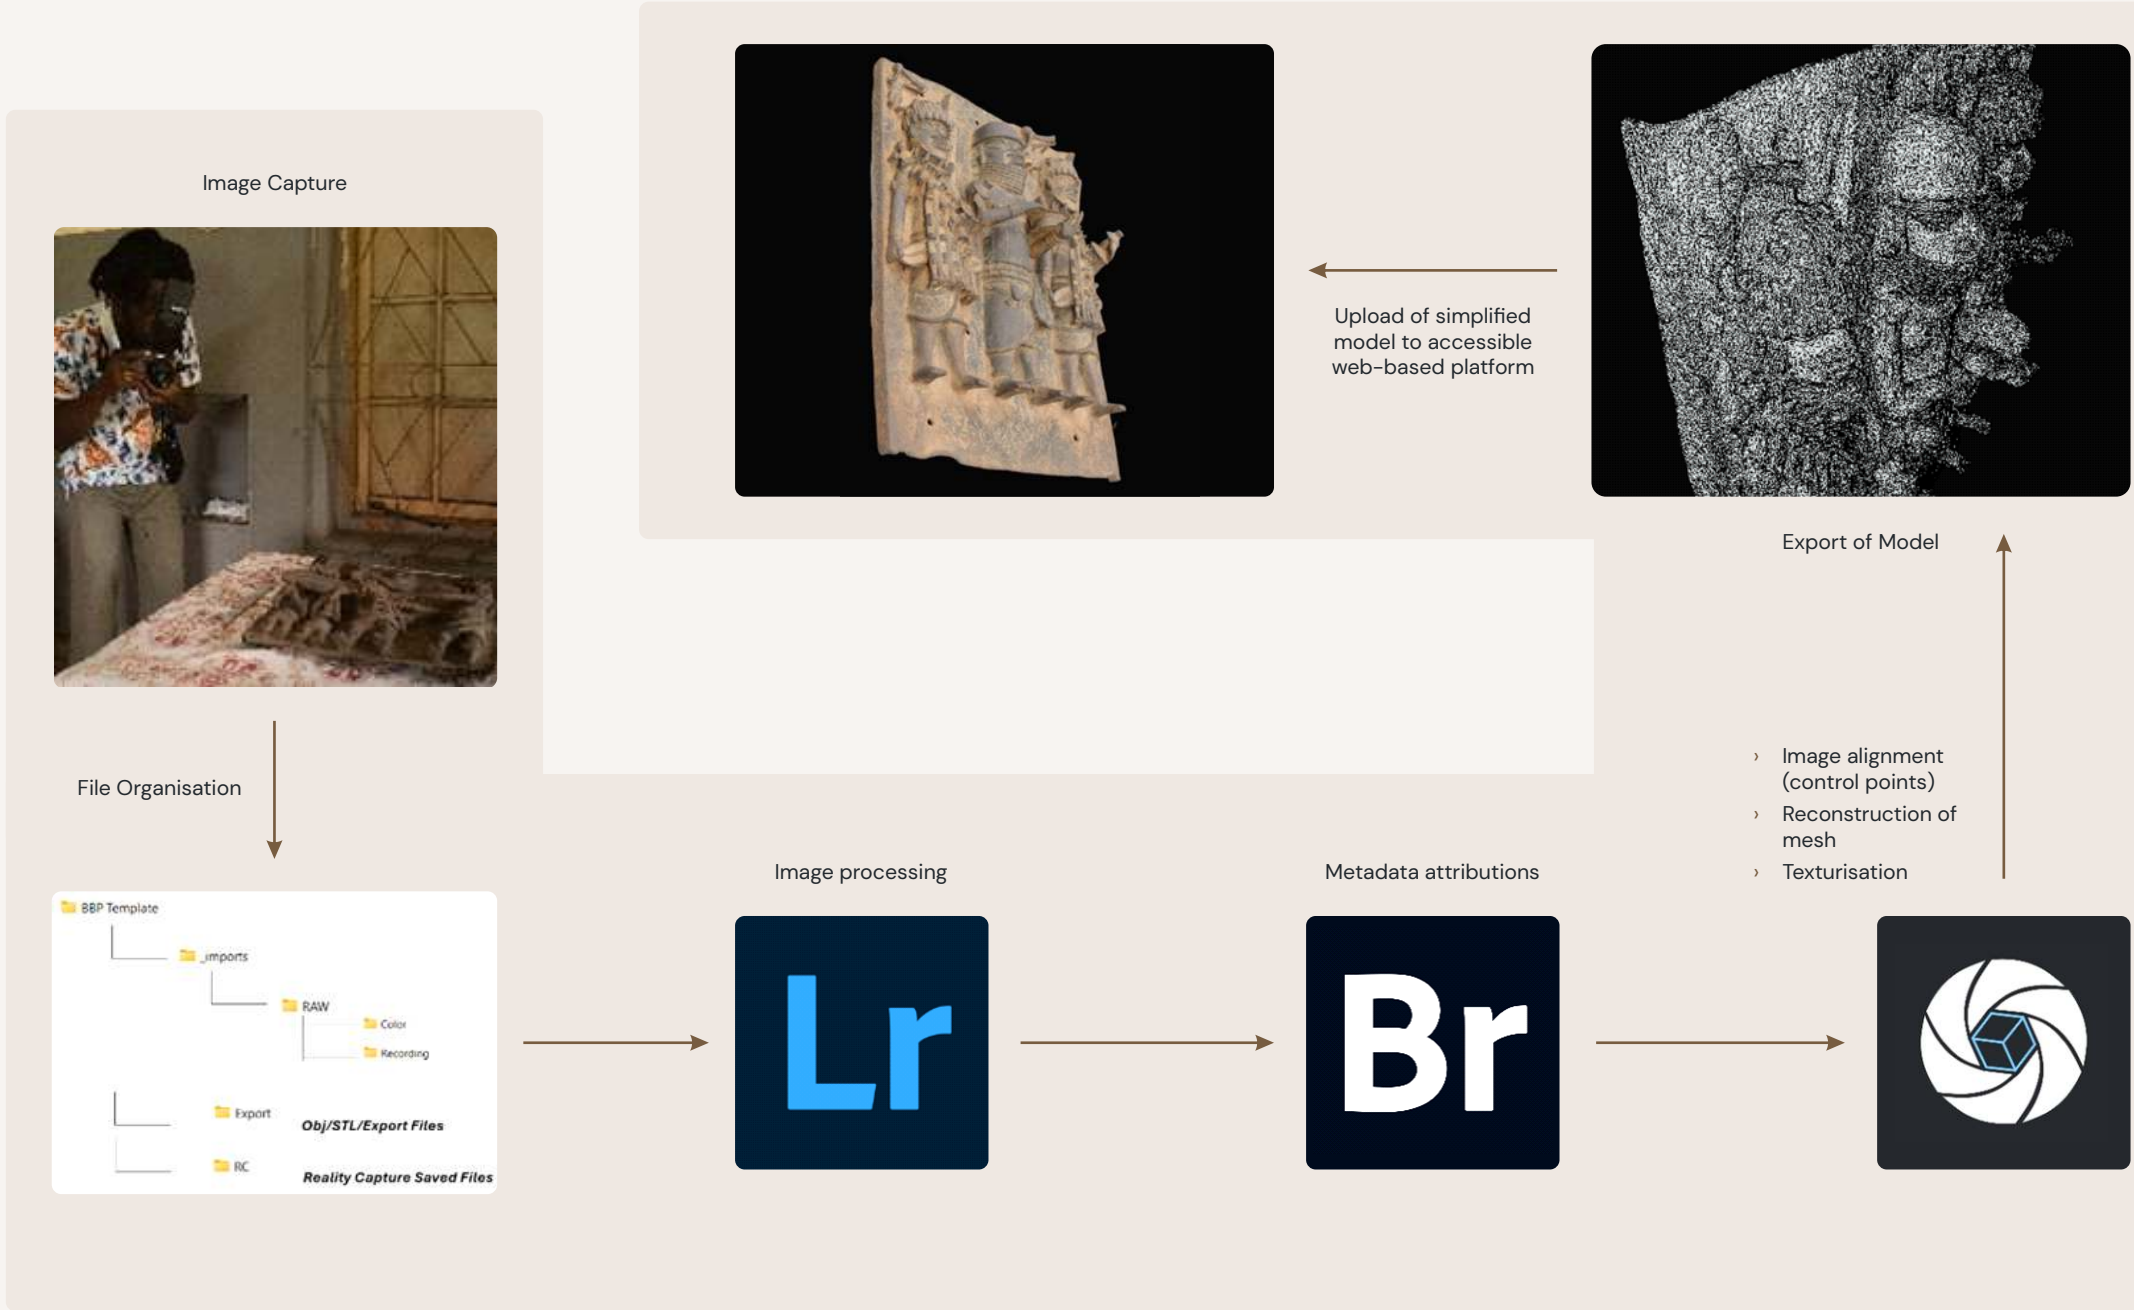 Image Capture
File Organisation
BBP Template
_imports
RAW
Color
Recording
Export
Obj/STL/Export Files
RC
Reality Capture Saved Files
Image processing
Lr
Metadata attributions
Br
› Image alignment
(control points)
› Reconstruction of
mesh
› Texturisation
Export of Model
Upload of simplified
model to accessible
web-based platform